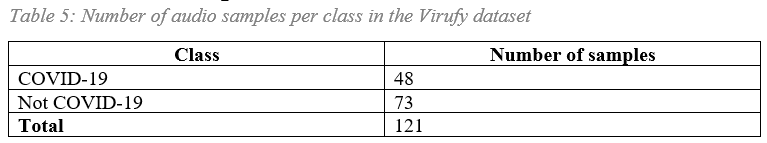 Table 5: Number of audio samples per class in the Virufy dataset
Class Number of samples
COVID-19 48
Not COVID-19 73
Total 121